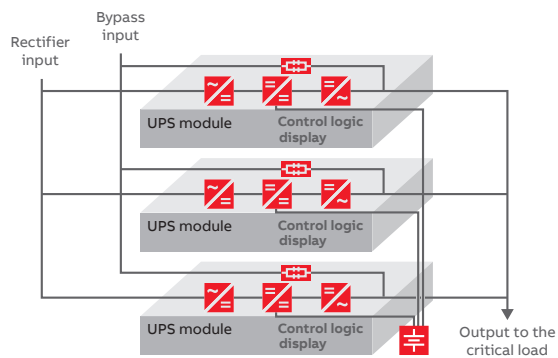 Bypass
input
Rectifier
input
UPS module
Control logic
display
UPS module
Control logic
display
UPS module
Control logic
display
Output to the
critical load